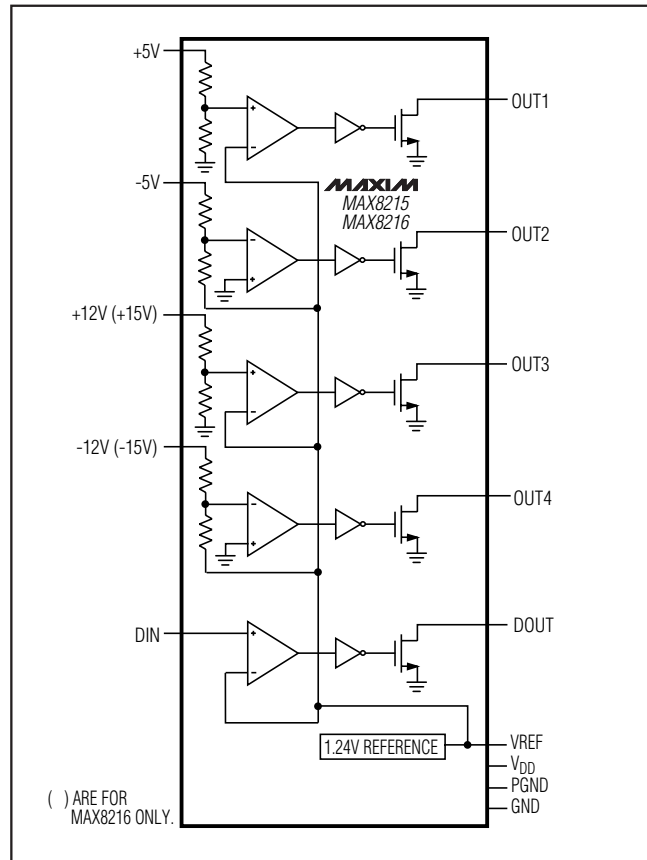 +5V
+
-
OUT1
MAXIM
MAX8215
MAX8216
-5V
-
+
OUT2
+12V (+15V)
+
-
OUT3
-12V (-15V)
-
+
OUT4
DIN
+
-
DOUT
1.24V REFERENCE
VREF
VDD
PGND
GND
( ) ARE FOR
MAX8216 ONLY.